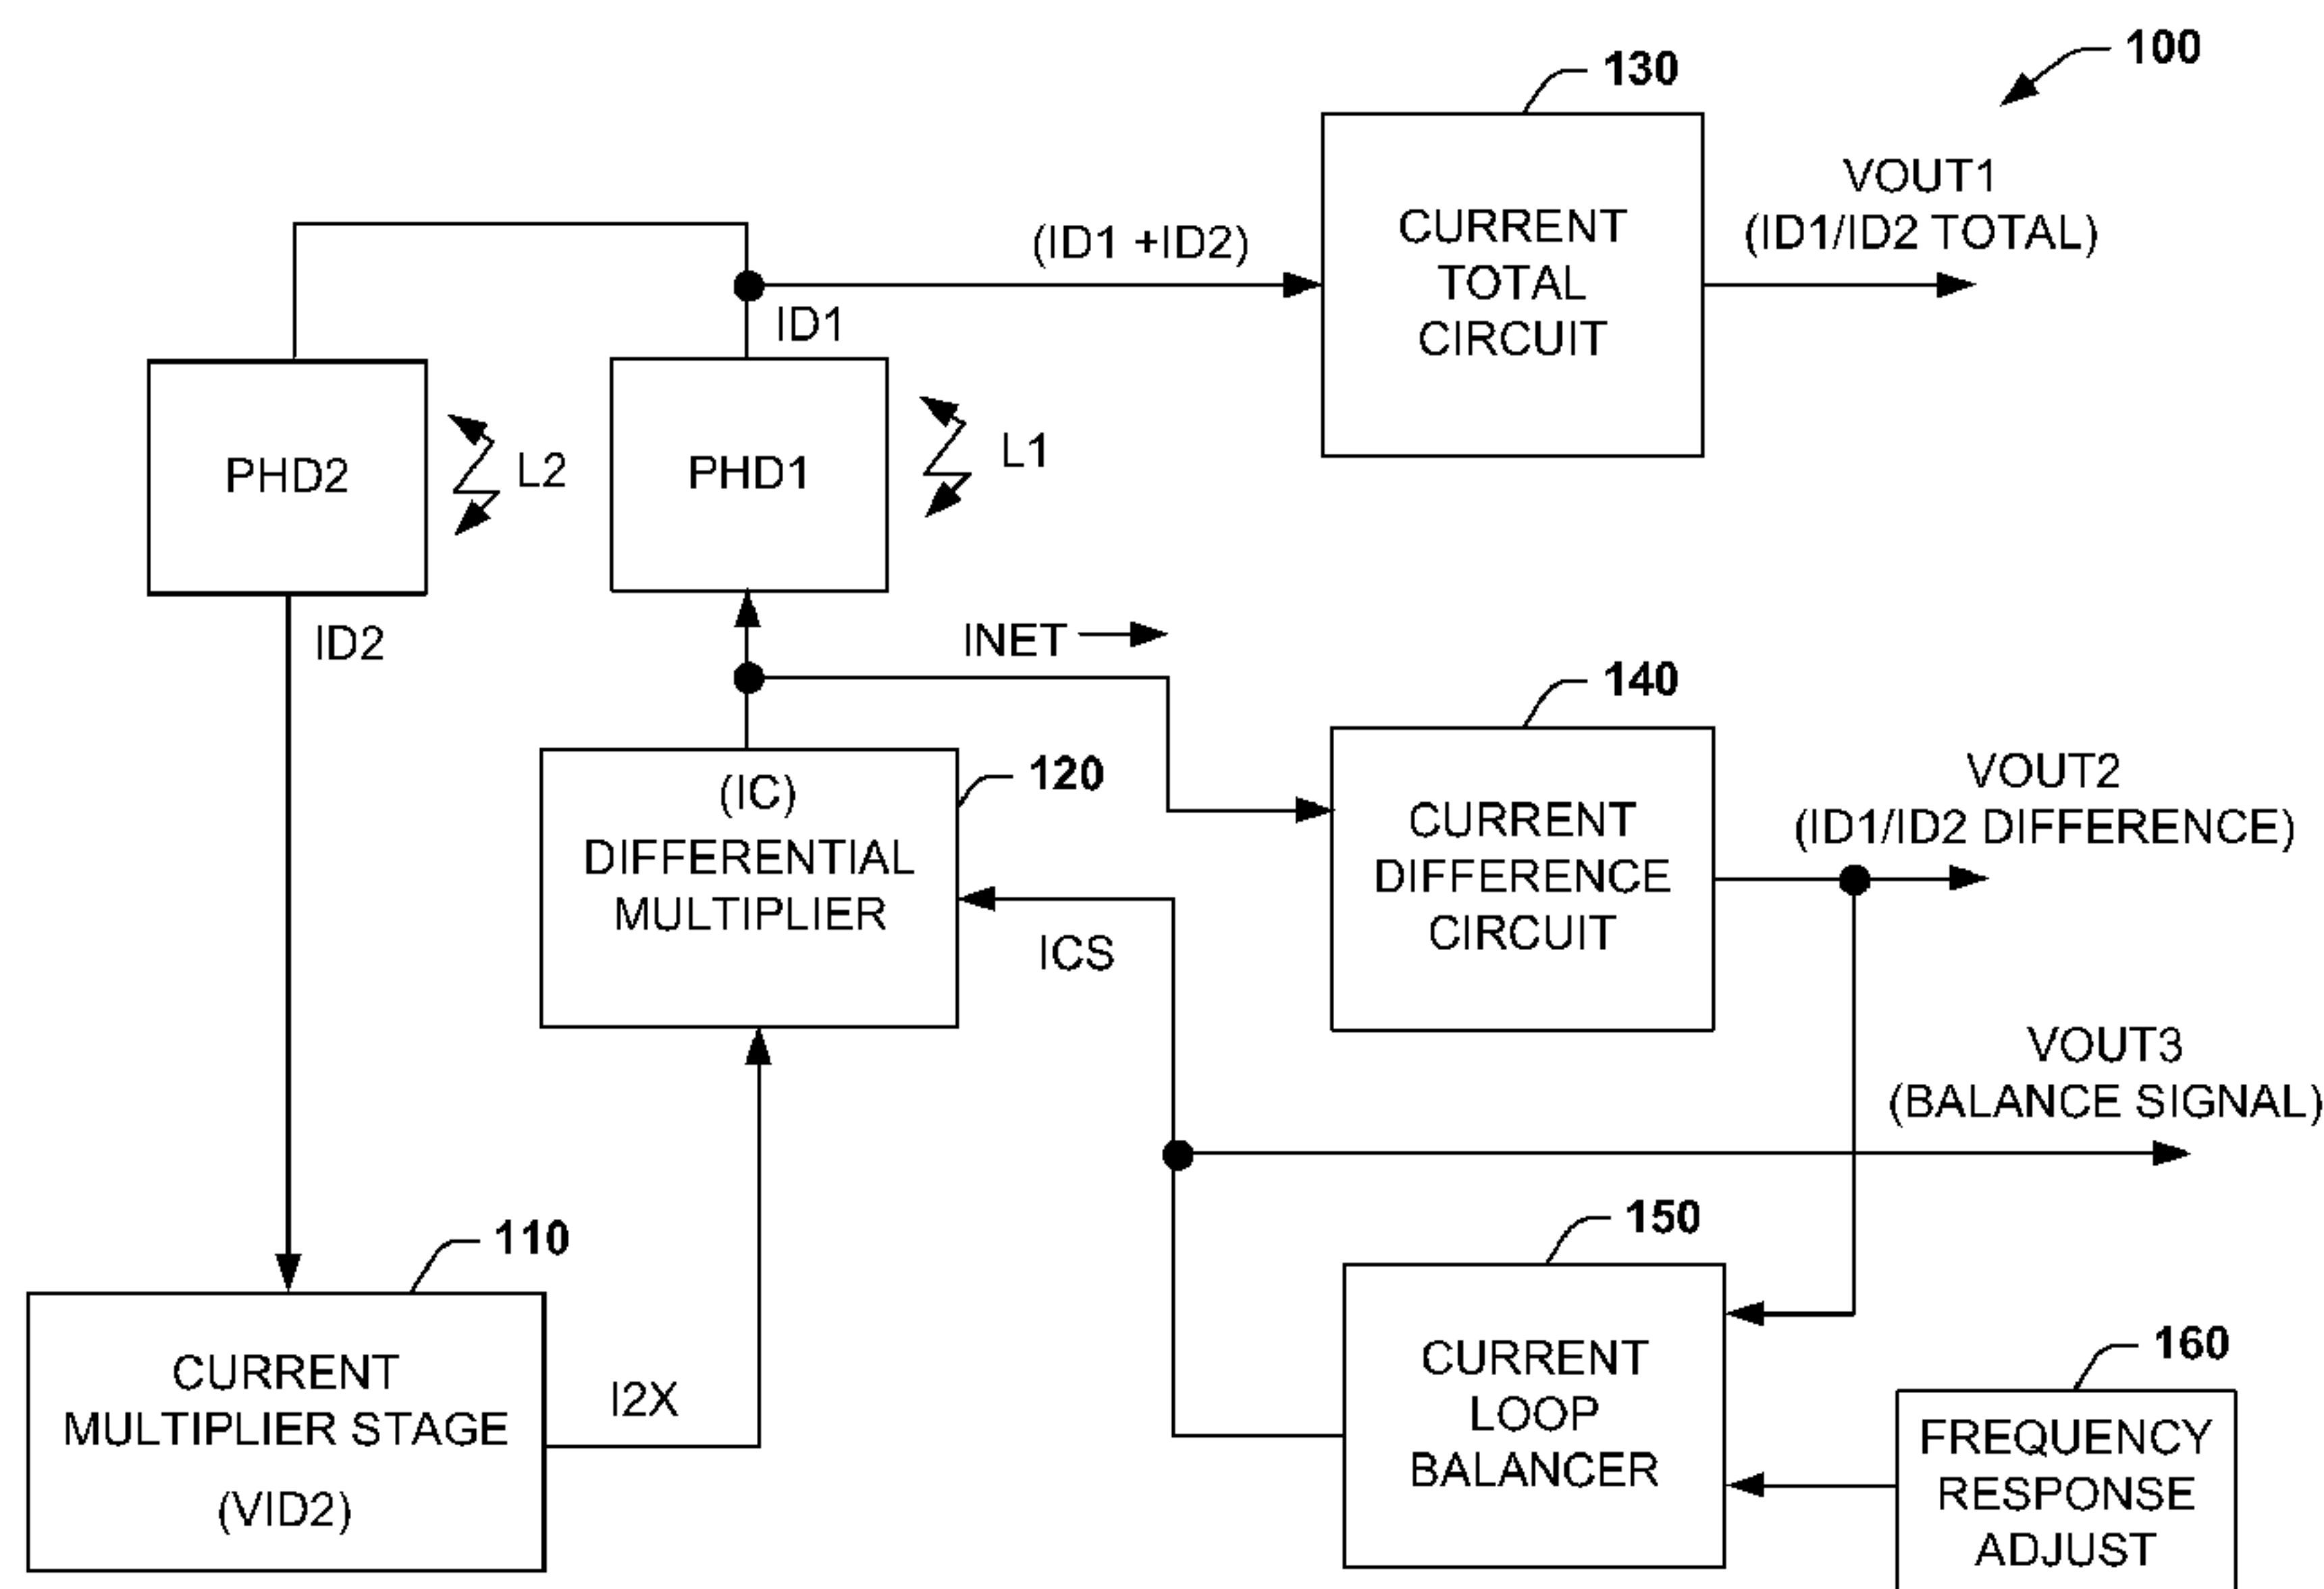 100
130
CURRENT
TOTAL
CIRCUIT
VOUT1
(ID1/ID2 TOTAL)
(ID1 +ID2)
ID1
PHD2
L2
PHD1
L1
ID2
INET
140
CURRENT
DIFFERENCE
CIRCUIT
VOUT2
(ID1/ID2 DIFFERENCE)
120
(IC)
DIFFERENTIAL
MULTIPLIER
ICS
VOUT3
(BALANCE SIGNAL)
110
CURRENT
MULTIPLIER STAGE
(VID2)
I2X
150
CURRENT
LOOP
BALANCER
160
FREQUENCY
RESPONSE
ADJUST